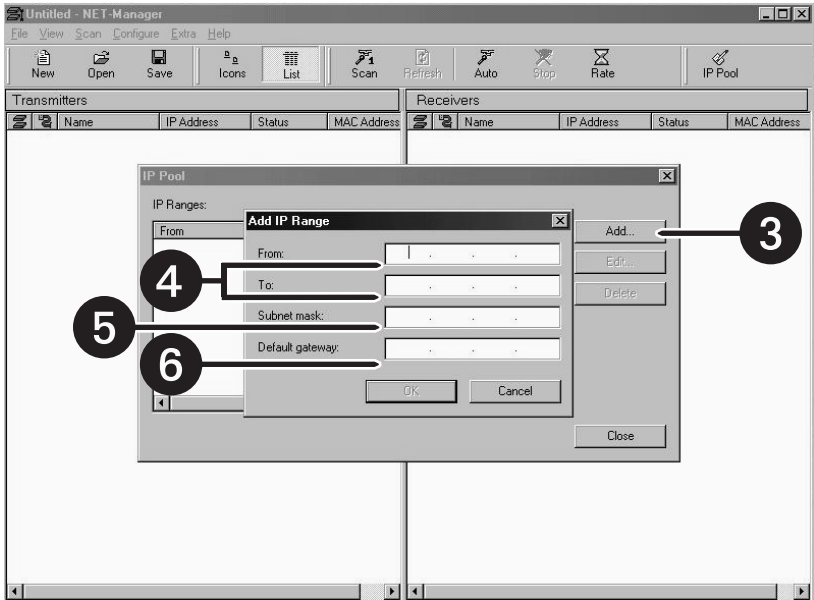 Untitled - NET-Manager
File View Scan Configure Extra Help
New Open Save Icons List Scan Refresh Auto Stop Rate IP Pool
Transmitters Receivers
Name IP Address Status MAC Address Name IP Address Status MAC Address
IP Pool
IP Ranges:
From
Add IP Range
From:
To:
Subnet mask:
Default gateway:
OK Cancel
Add...
Edit...
Delete
Close
3
4
5
6